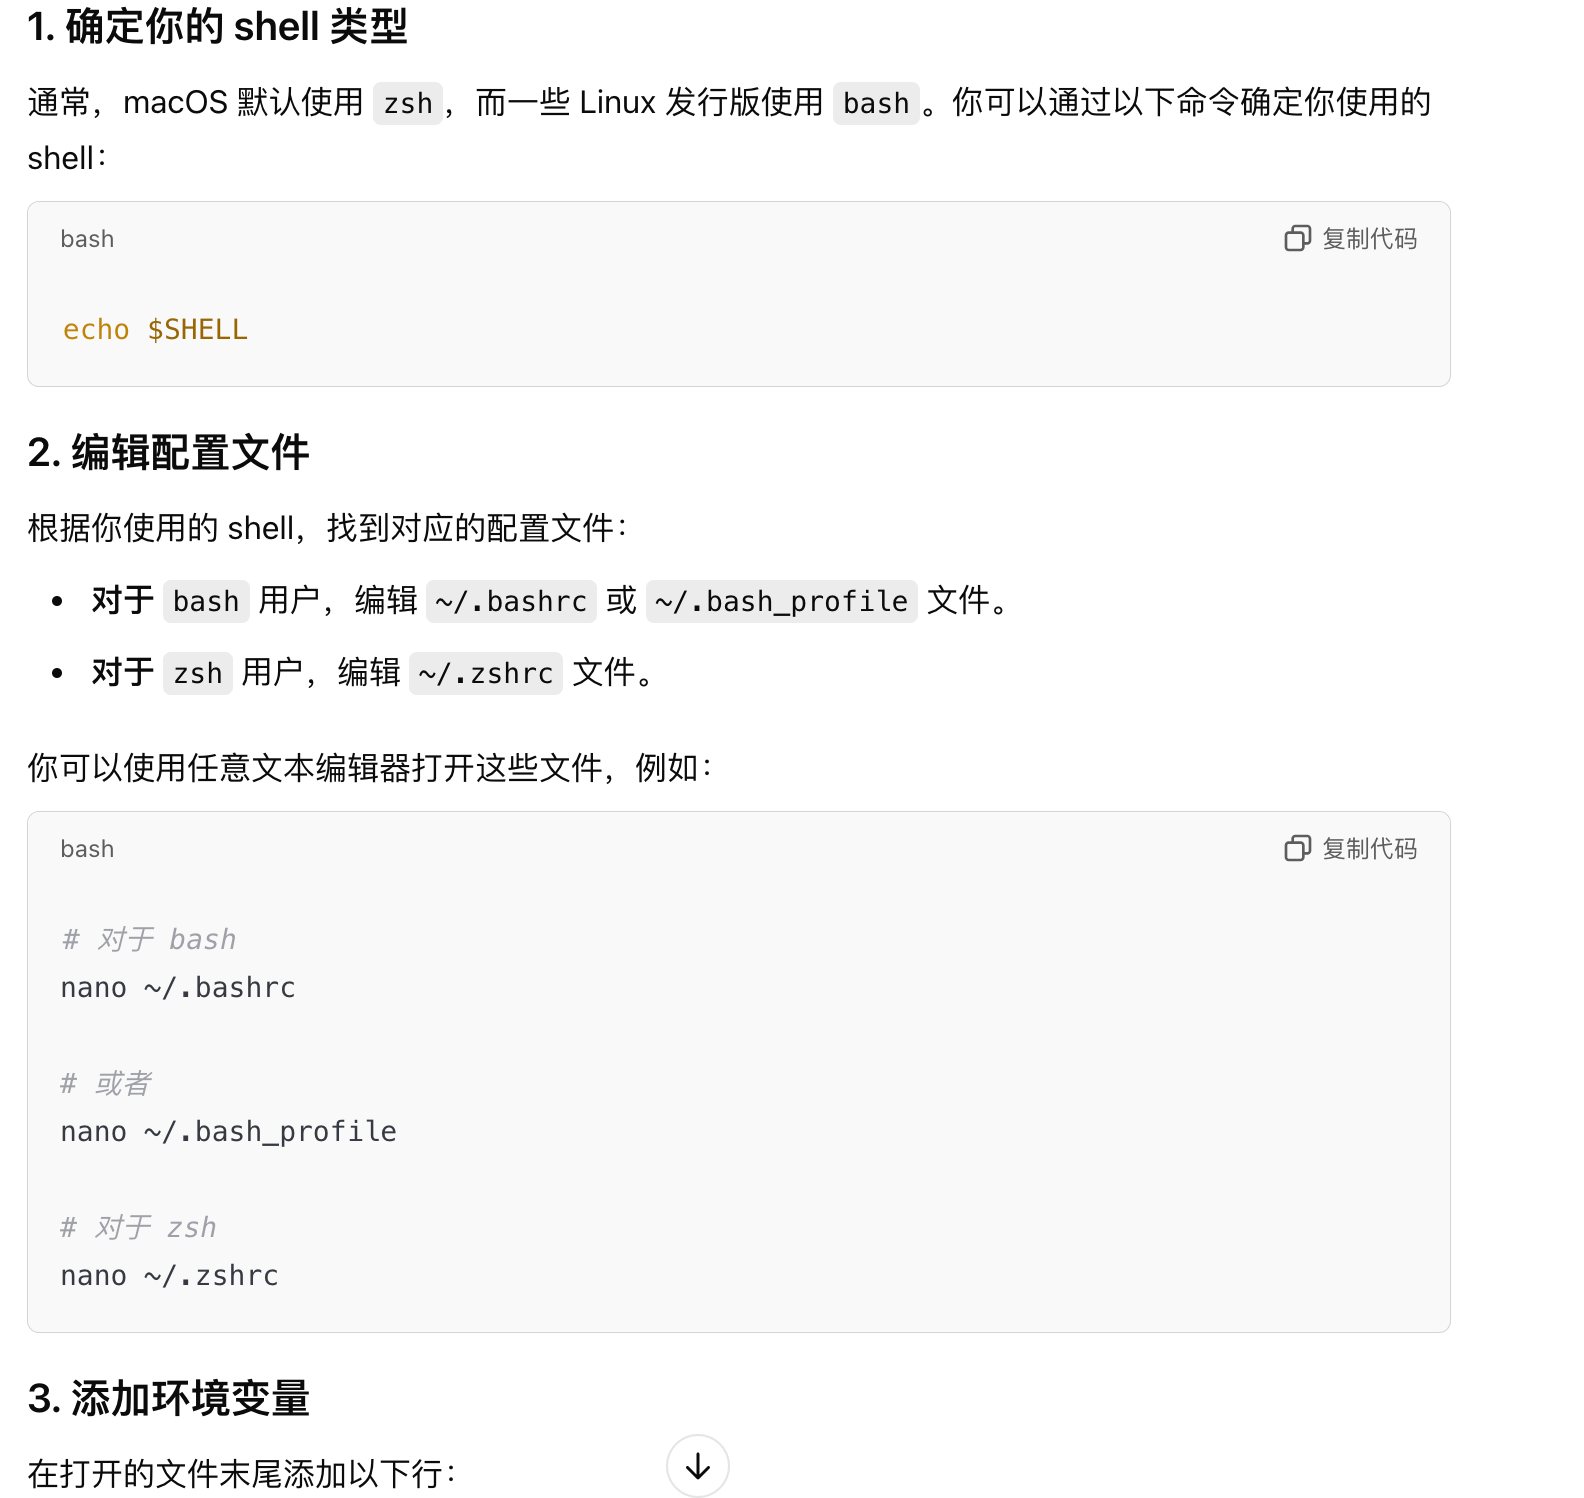 1. 确定你的 shell 类型
通常，macOS 默认使用 zsh，而一些 Linux 发行版使用 bash。你可以通过以下命令确定你使用的
shell：
bash 复制代码
echo $SHELL
2. 编辑配置文件
根据你使用的 shell，找到对应的配置文件：
• 对于 bash 用户，编辑 ~/.bashrc 或 ~/.bash_profile 文件。
• 对于 zsh 用户，编辑 ~/.zshrc 文件。
你可以使用任意文本编辑器打开这些文件，例如：
bash 复制代码
# 对于 bash
nano ~/.bashrc
# 或者
nano ~/.bash_profile
# 对于 zsh
nano ~/.zshrc
3. 添加环境变量
在打开的文件末尾添加以下行：